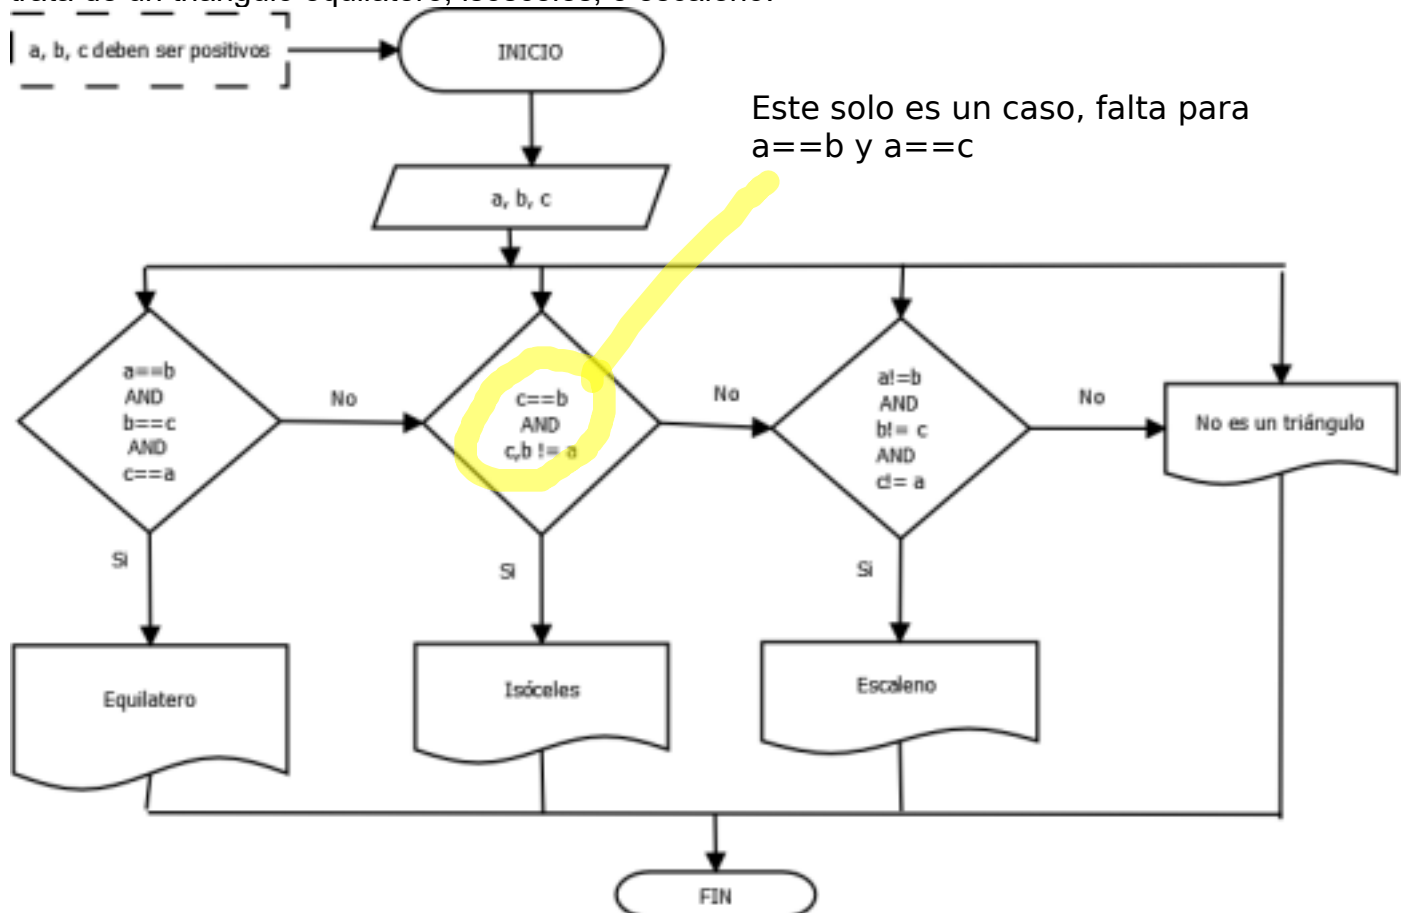 a, b, c deben ser positivos
INICIO
Este solo es un caso, falta para
a==b y a==c
a, b, c
a==b
AND
b==c
AND
c==a
No
c==b
AND
c,b != a
No
a!=b
AND
b!= c
AND
c!= a
No
No es un triángulo
Si
Si
Si
Equilatero
Isóceles
Escaleno
FIN